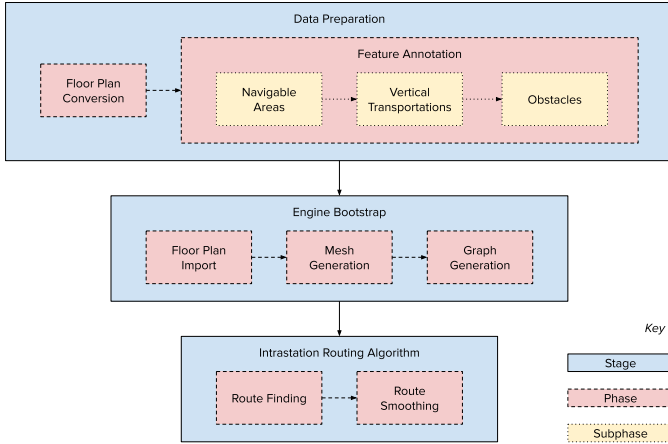 Data Preparation
Floor Plan
Conversion
Feature Annotation
Navigable
Areas
Vertical
Transportations
Obstacles
Engine Bootstrap
Floor Plan
Import
Mesh
Generation
Graph
Generation
Intrastation Routing Algorithm
Route Finding
Route
Smoothing
Key
Stage
Phase
Subphase